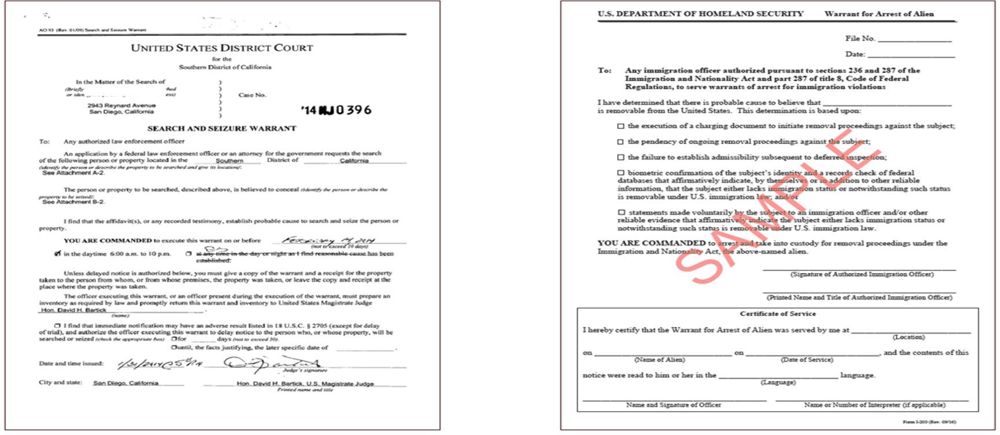 AO 93 (Rev. 01/09) Search and Seizure Warrant
UNITED STATES DISTRICT COURT
for the
Southern District of California
In the Matter of the Search of
(Briefly hed
or iden ess)
2943 Reynard Avenue
San Diego, California
)
)
)
)
)
)
Case No.
'14 MJ 0396
SEARCH AND SEIZURE WARRANT
To: Any authorized law enforcement officer
An application by a federal law enforcement officer or an attorney for the government requests the search
of the following person or property located in the Southern District of California
(identify the person or describe the property to be searched and give its location):
See Attachment A-2.
The person or property to be searched, described above, is believed to conceal (identify the person or describe the
property to be seized):
See Attachment B-2.
I find that the affidavit(s), or any recorded testimony, establish probable cause to search and seize the person or
property.
YOU ARE COMMANDED to execute this warrant on or before February 14, 2014
(not to exceed 10 days)
in the daytime 6:00 a.m. to 10 p.m. at any time in the day or night as I find reasonable cause has been
established.
Unless delayed notice is authorized below, you must give a copy of the warrant and a receipt for the property
taken to the person from whom, or from whose premises, the property was taken, or leave the copy and receipt at the
place where the property was taken.
The officer executing this warrant, or an officer present during the execution of the warrant, must prepare an
inventory as required by law and promptly return this warrant and inventory to United States Magistrate Judge
Hon. David H. Bartick .
(name)
I find that immediate notification may have an adverse result listed in 18 U.S.C. § 2705 (except for delay
of trial), and authorize the officer executing this warrant to delay notice to the person who, or whose property, will be
searched or seized (check the appropriate box) for ____ days (not to exceed 30).
until, the facts justifying, the later specific date of ____ .
Date and time issued: 1/31/2014 @ 5
Judge's signature
City and state: San Diego, California Hon. David H. Bartick, U.S. Magistrate Judge
Printed name and title
U.S. DEPARTMENT OF HOMELAND SECURITY Warrant for Arrest of Alien
File No. ____
Date: ____
To: Any immigration officer authorized pursuant to sections 236 and 287 of the
Immigration and Nationality Act and part 287 of title 8, Code of Federal
Regulations, to serve warrants of arrest for immigration violations
I have determined that there is probable cause to believe that ____
is removable from the United States. This determination is based upon:
the execution of a charging document to initiate removal proceedings against the subject;
the pendency of ongoing removal proceedings against the subject;
the failure to establish admissibility subsequent to deferred inspection;
biometric confirmation of the subject's identity and a records check of federal
databases that affirmatively indicate, by themselves or in addition to other reliable
information, that the subject either lacks immigration status or notwithstanding such status
is removable under U.S. immigration law; and/or
statements made voluntarily by the subject to an immigration officer and/or other
reliable evidence that affirmatively indicate the subject either lacks immigration status or
notwithstanding such status is removable under U.S. immigration law.
YOU ARE COMMANDED to arrest and take into custody for removal proceedings under the
Immigration and Nationality Act, the above-named alien.
SAMPLE
(Signature of Authorized Immigration Officer)
(Printed Name and Title of Authorized Immigration Officer)
Certificate of Service
I hereby certify that the Warrant for Arrest of Alien was served by me at ____
(Location)
on ____ on ____, and the contents of this
(Name of Alien) (Date of Service)
notice were read to him or her in the ____ language.
(Language)
Name and Signature of Officer Name or Number of Interpreter (if applicable)
Form I-200 (Rev. 09/16)